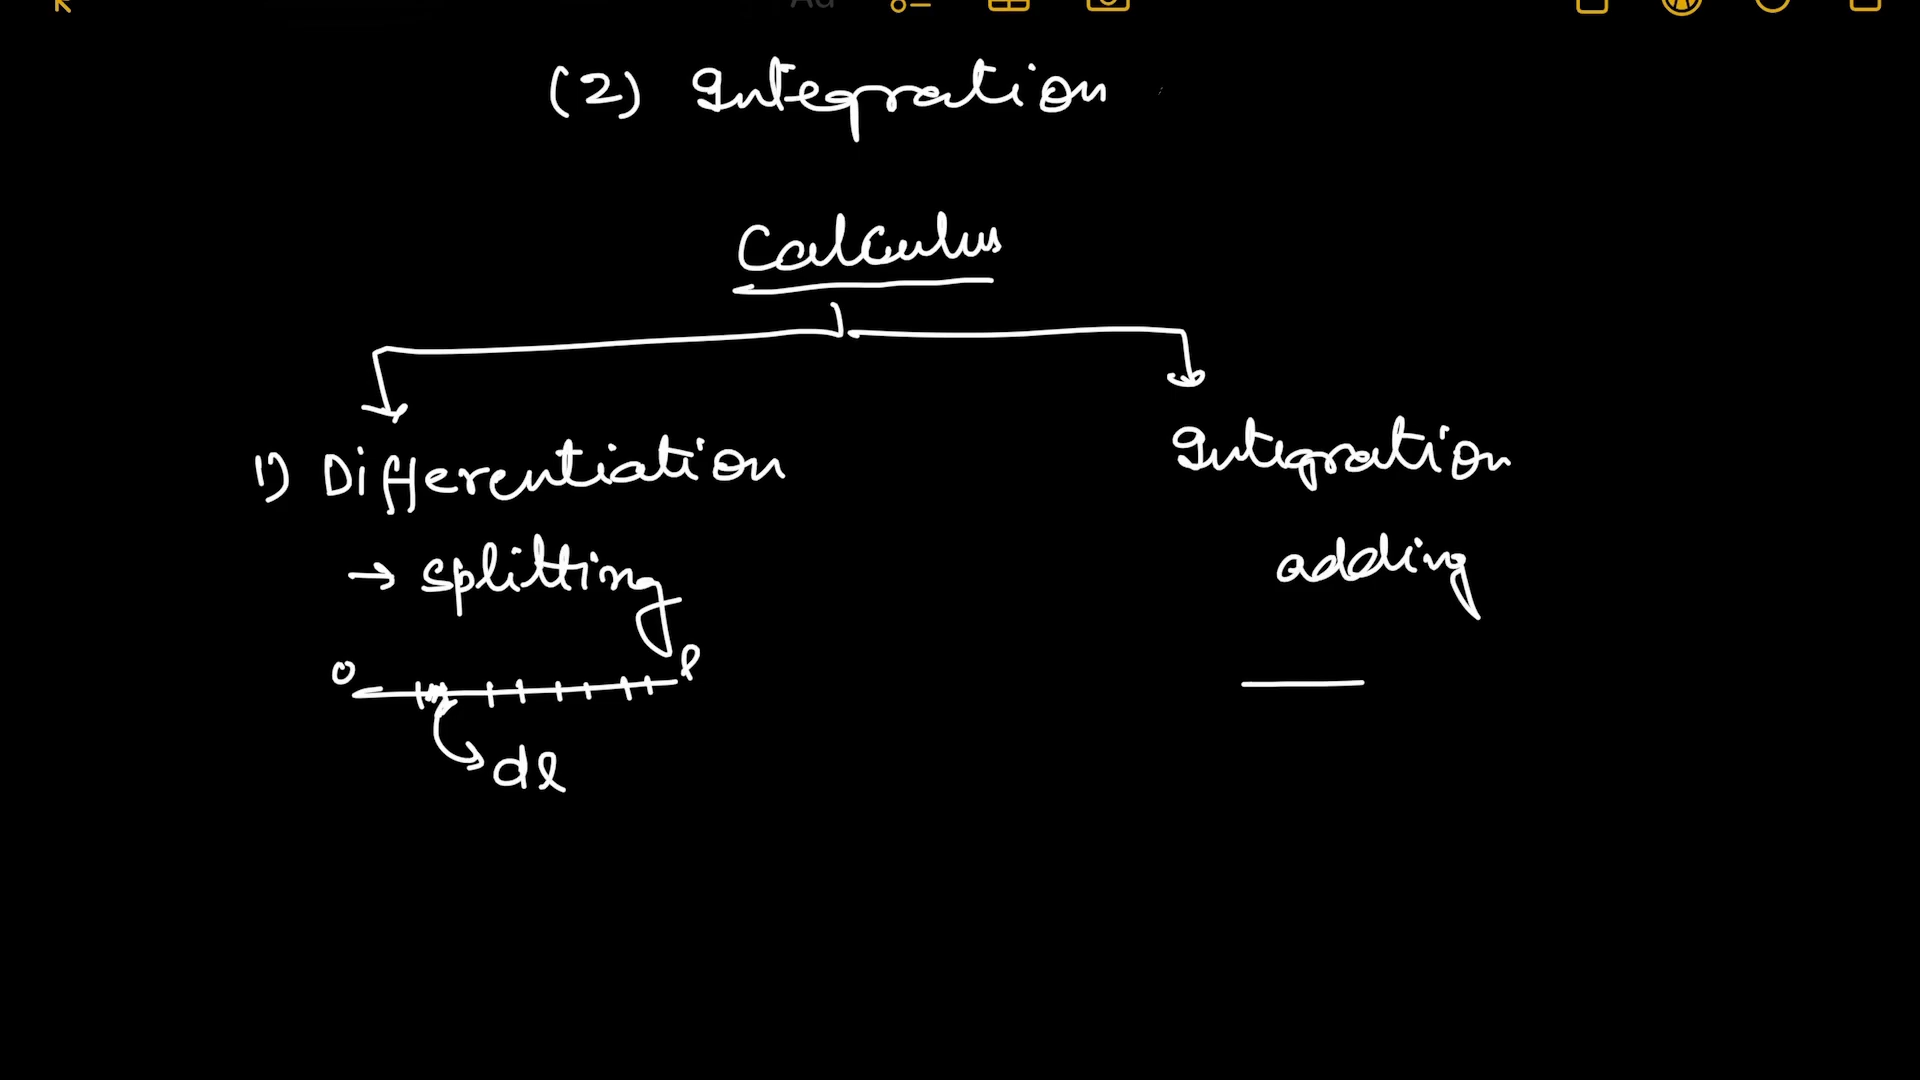 (2) Integration
Calculus
1) Differentiation
Integration
→ splitting
adding
0 l
dl